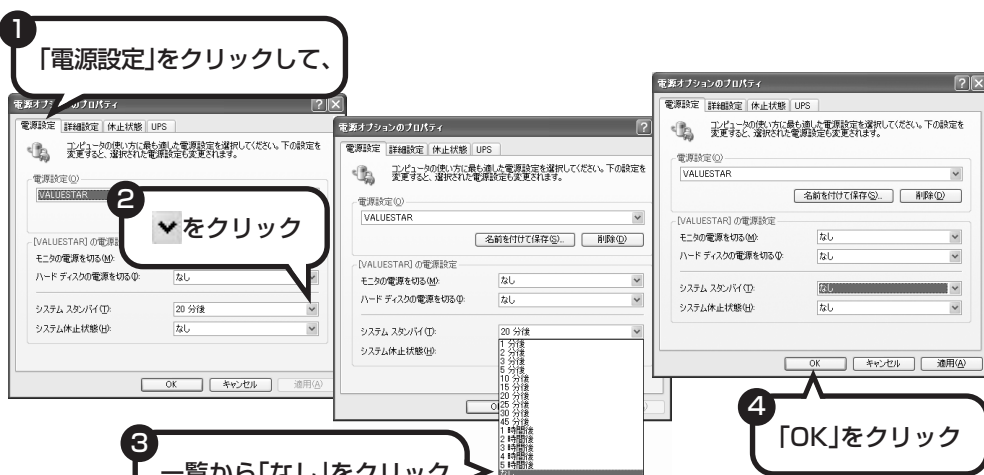 1
「電源設定」をクリックして、
電源オプションのプロパティ
電源設定 詳細設定 休止状態 UPS
コンピュータの使い方に最も適した電源設定を選択してください。下の設定を
変更すると、選択された電源設定も変更されます。
電源設定(O)
VALUESTAR
2
をクリック
[VALUESTAR] の電源設
モニタの電源を切る(M):
ハード ディスクの電源を切る(I): なし
システム スタンバイ(T): 20 分後
システム休止状態(H): なし
OK キャンセル 適用(A)
電源オプションのプロパティ
電源設定 詳細設定 休止状態 UPS
コンピュータの使い方に最も適した電源設定を選択してください。下の設定を
変更すると、選択された電源設定も変更されます。
電源設定(O)
VALUESTAR
名前を付けて保存(S)... 削除(D)
[VALUESTAR] の電源設定
モニタの電源を切る(M): なし
ハード ディスクの電源を切る(I): なし
システム スタンバイ(T): 20 分後
システム休止状態(H):
1 分後
2 分後
3 分後
5 分後
10 分後
15 分後
20 分後
25 分後
30 分後
45 分後
1 時間後
2 時間後
3 時間後
4 時間後
5 時間後
なし
3
一覧から「なし」をクリック
電源オプションのプロパティ
電源設定 詳細設定 休止状態 UPS
コンピュータの使い方に最も適した電源設定を選択してください。下の設定を
変更すると、選択された電源設定も変更されます。
電源設定(O)
VALUESTAR
名前を付けて保存(S)... 削除(D)
[VALUESTAR] の電源設定
モニタの電源を切る(M): なし
ハード ディスクの電源を切る(I): なし
システム スタンバイ(T): なし
システム休止状態(H): なし
OK キャンセル 適用(A)
4
「OK」をクリック